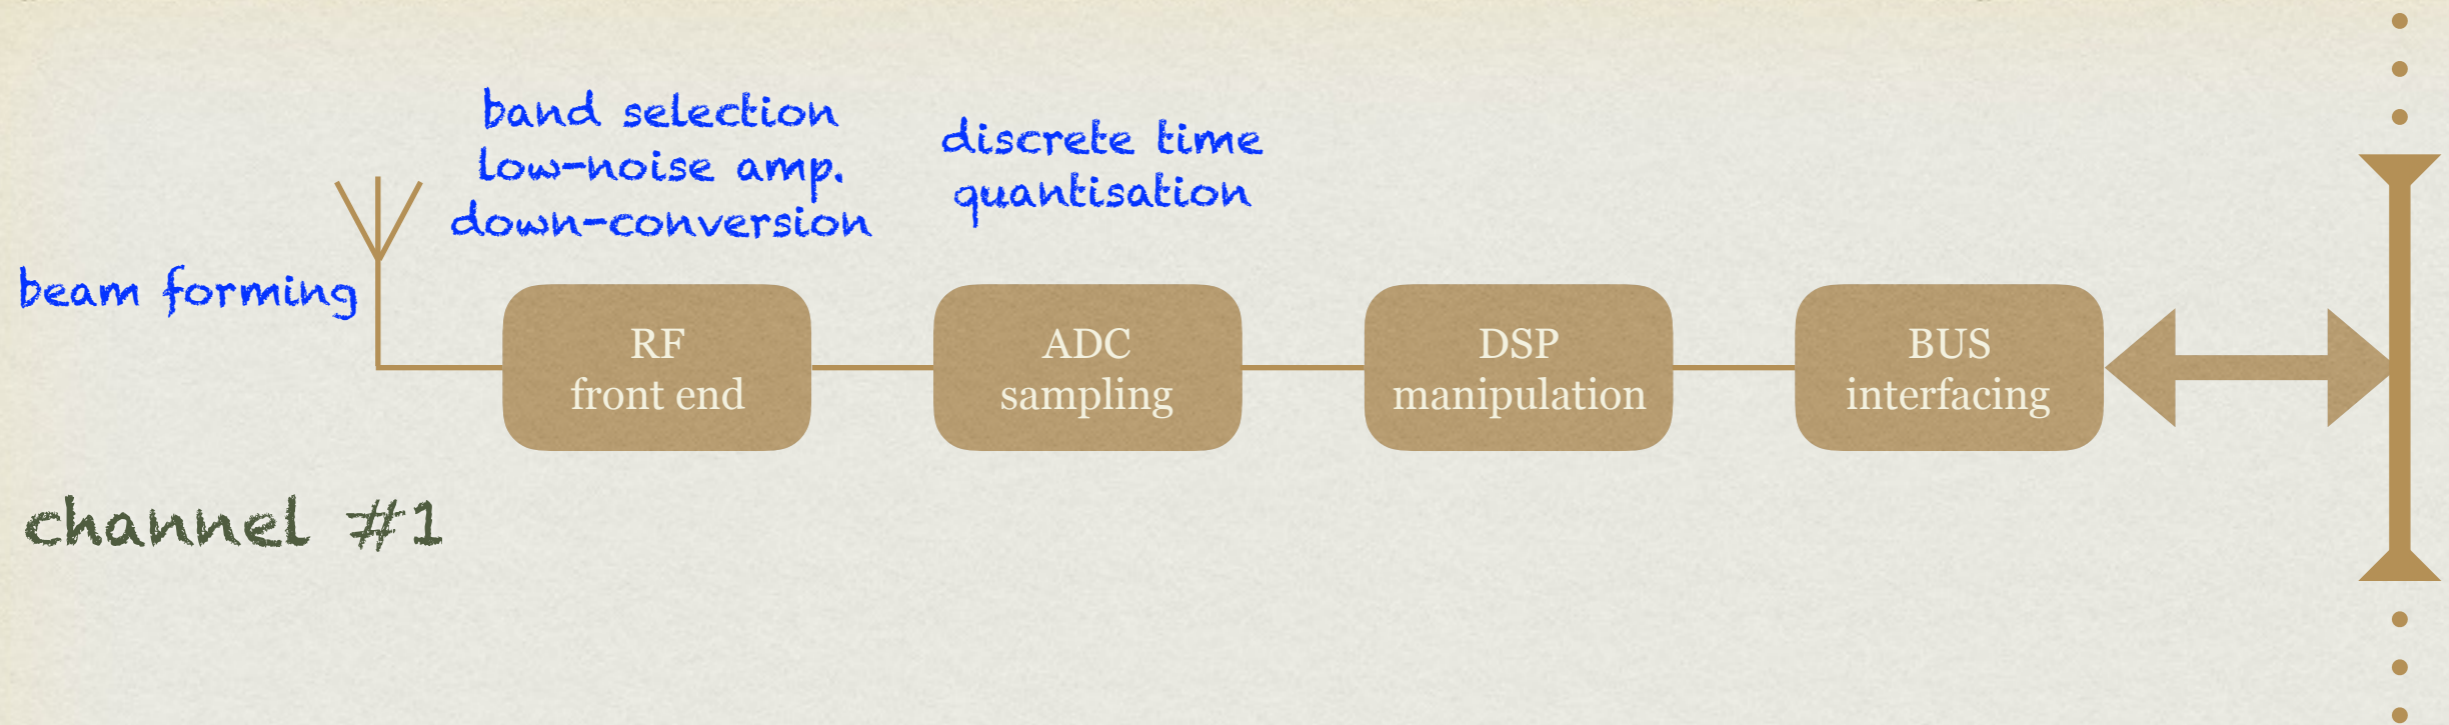 band selection
low-noise amp.
down-conversion
discrete time
quantisation
beam forming
RF
front end
ADC
sampling
DSP
manipulation
BUS
interfacing
channel #1